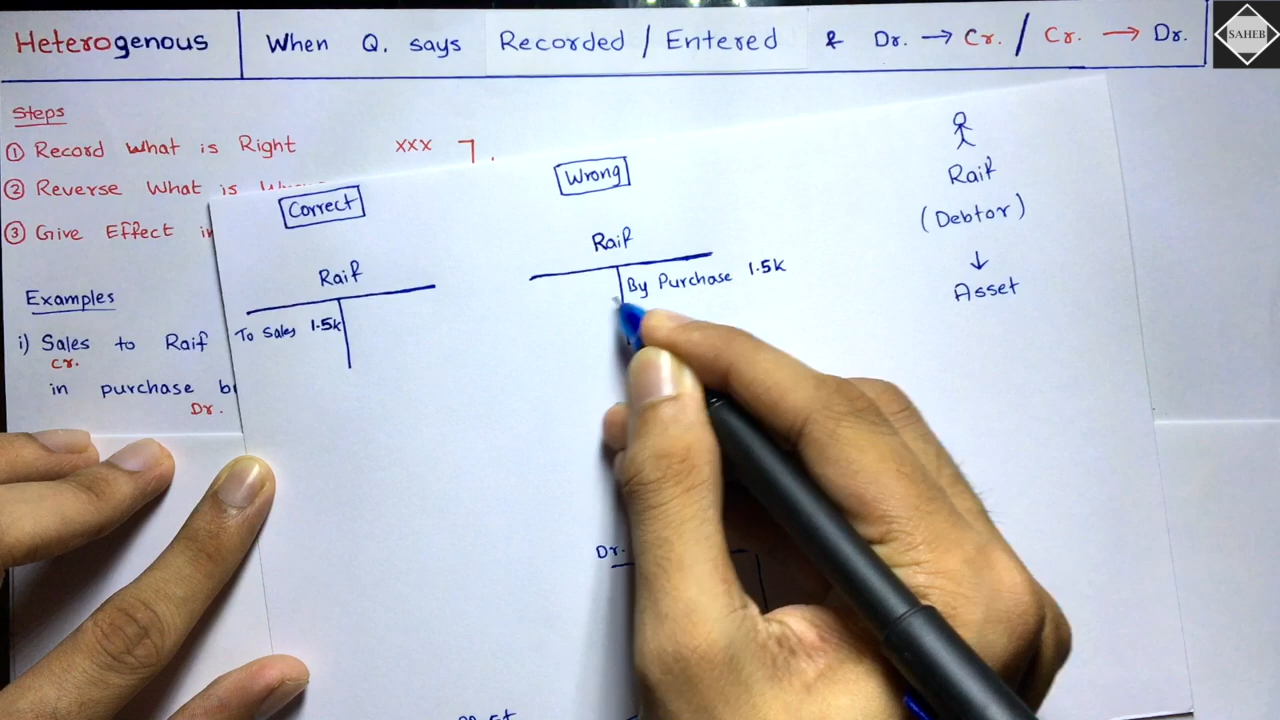 Heterogenous When Q. says Recorded / Entered & Dr. → Cr. / Cr. → Dr.
SAHEB
Steps
① Record What is Right xxx ㄱ.
② Reverse What is
③ Give Effect in
Examples
i) Sales to Raif
Cr.
in purchase
Dr.
Correct
Raif
To Sales 1.5k
Wrong
Raif
By Purchase 1.5k
Raif
(Debtor)
↓
Asset
Dr.